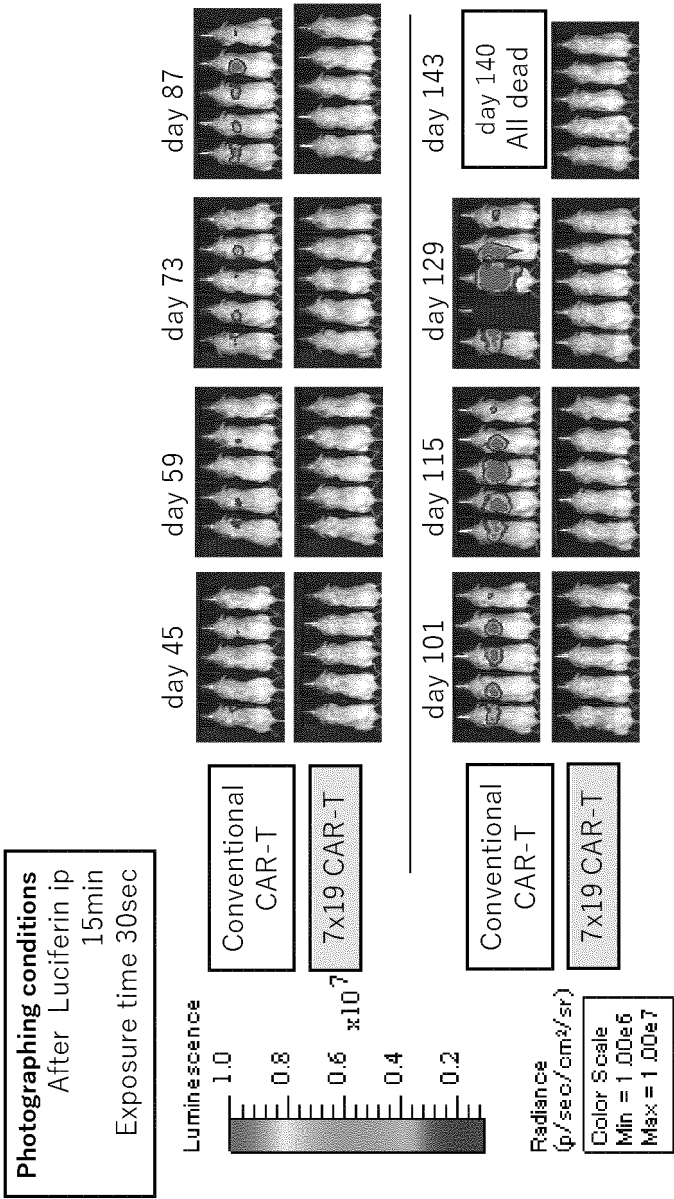 Photographing conditions
After Luciferin ip
15min
Exposure time 30sec
day 45
day 59
day 73
day 87
Conventional
CAR-T
7x19 CAR-T
day 101
day 115
day 129
day 143
Conventional
CAR-T
day 140
All dead
7x19 CAR-T
Luminescence
1.0
0.8
0.6
0.4
0.2
x10^7
Radiance
(p/sec/cm²/sr)
Color Scale
Min = 1.00e6
Max = 1.00e7